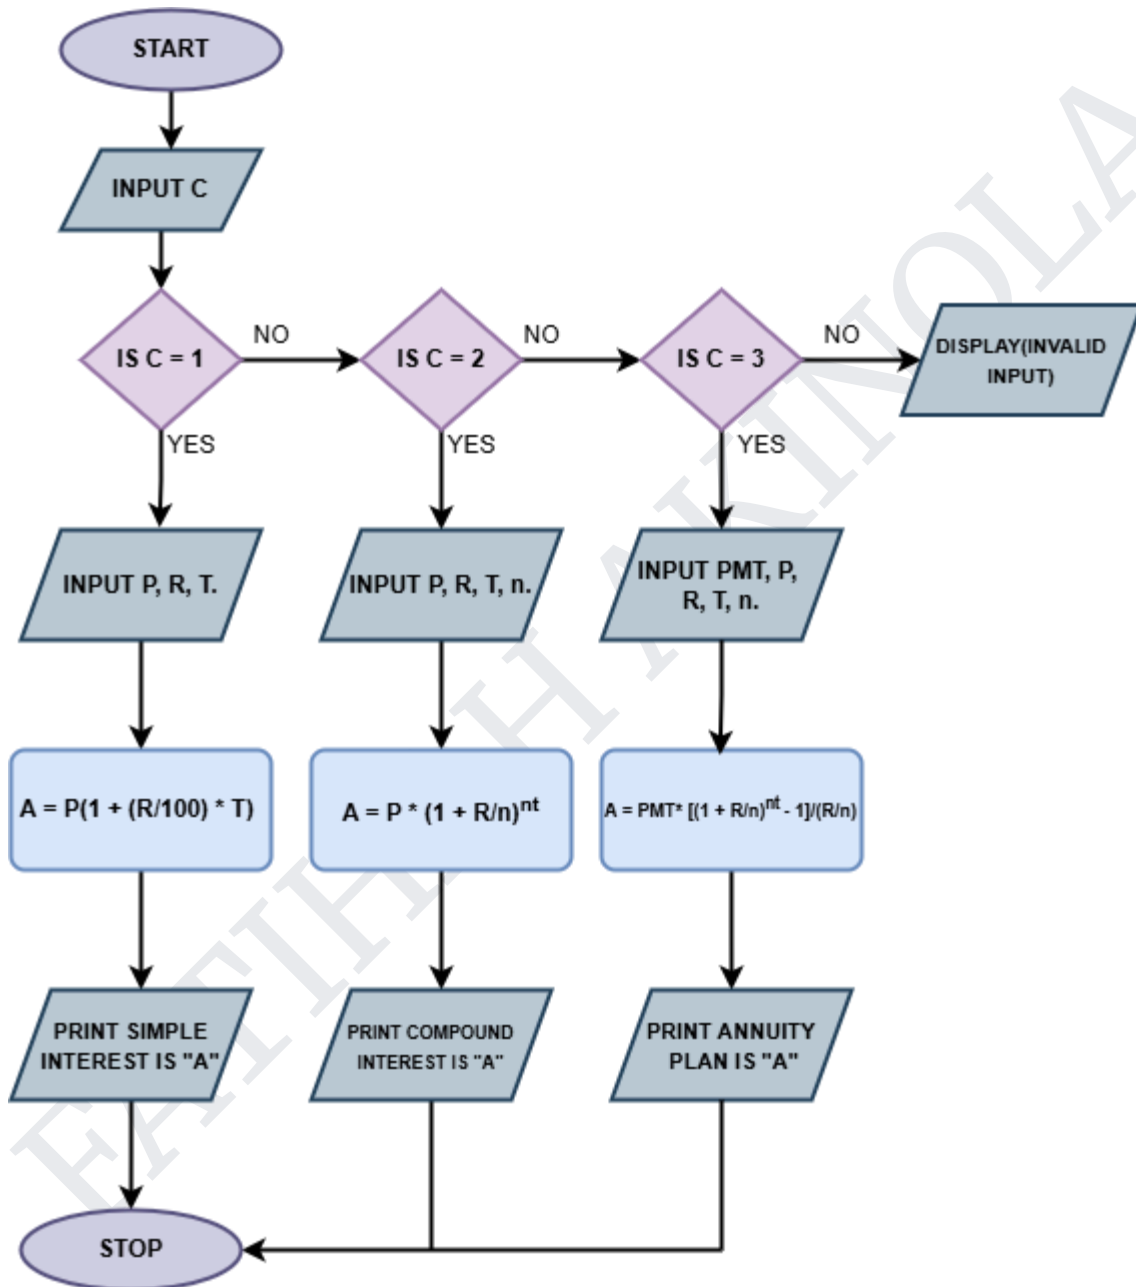 START
INPUT C
IS C = 1
NO
IS C = 2
NO
IS C = 3
NO
DISPLAY(INVALID
INPUT)
YES
YES
YES
INPUT P, R, T.
INPUT P, R, T, n.
INPUT PMT, P,
R, T, n.
A = P(1 + (R/100) * T)
A = P * (1 + R/n)^nt
A = PMT* [(1 + R/n)^nt - 1]/(R/n)
PRINT SIMPLE
INTEREST IS "A"
PRINT COMPOUND
INTEREST IS "A"
PRINT ANNUITY
PLAN IS "A"
STOP
FATIHH AKINOLA